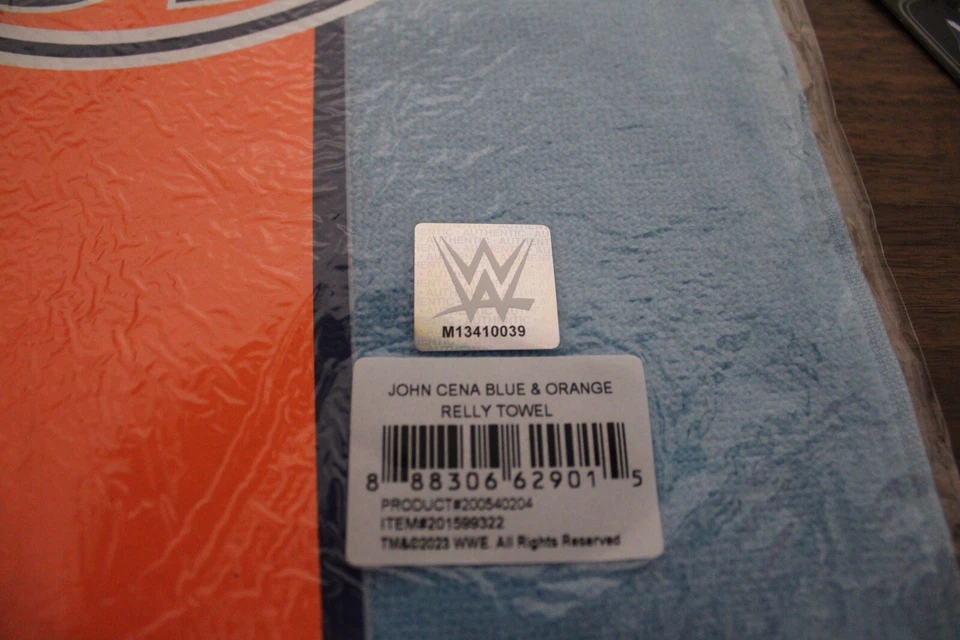 W
M13410039
JOHN CENA BLUE & ORANGE
RELLY TOWEL
8 88306 62901 5
PRODUCT#200540204
ITEM#201599322
TM&©2023 WWE. All Rights Reserved